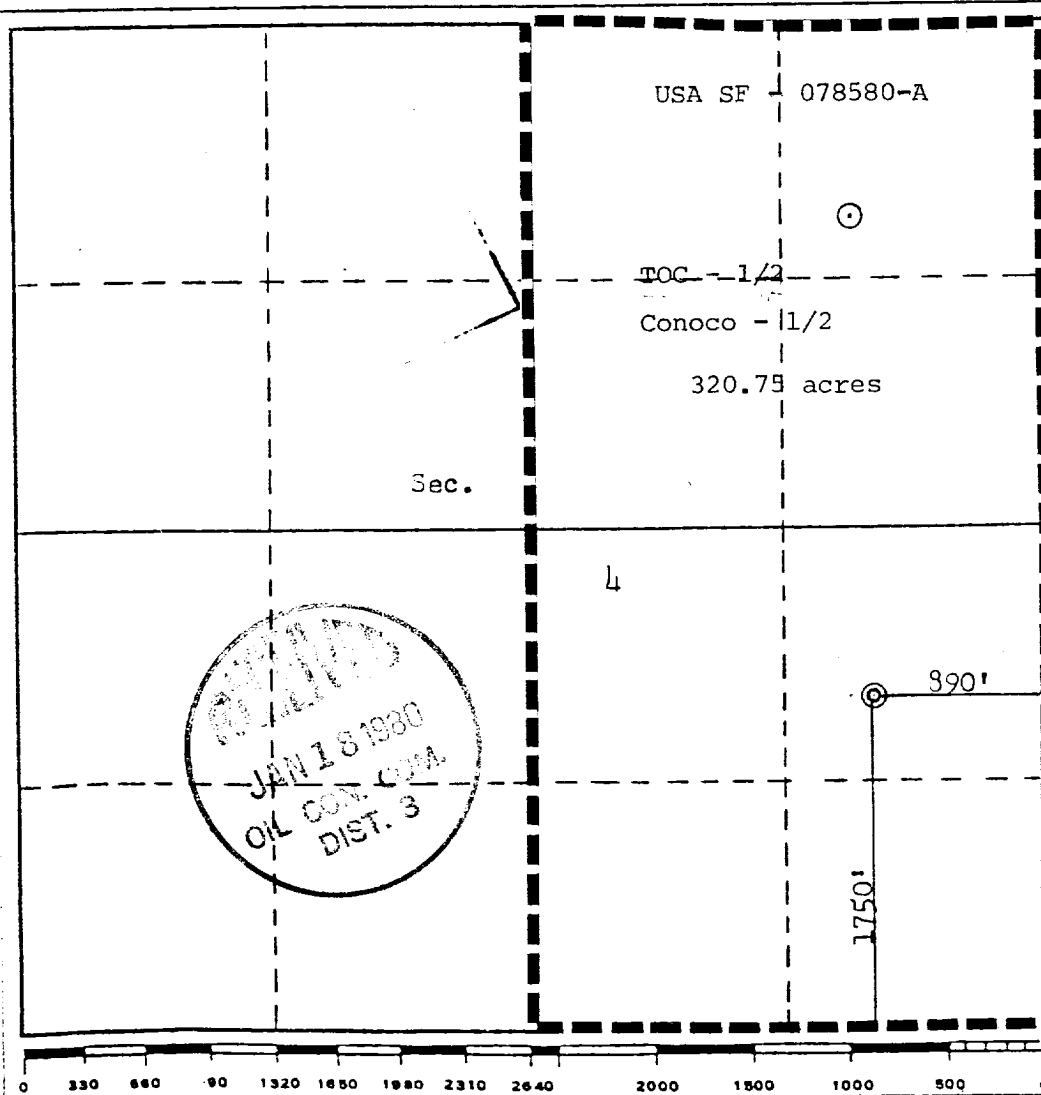 USA SF - 078580-A
TOC - 1/2
Conoco - 1/2
320.75 acres
Sec.
4
890'
JAN 18 1980
OIL CON. COM.
DIST. 3
1750'
0 330 660 90 1320 1650 1980 2310 2640 2000 1500 1000 500